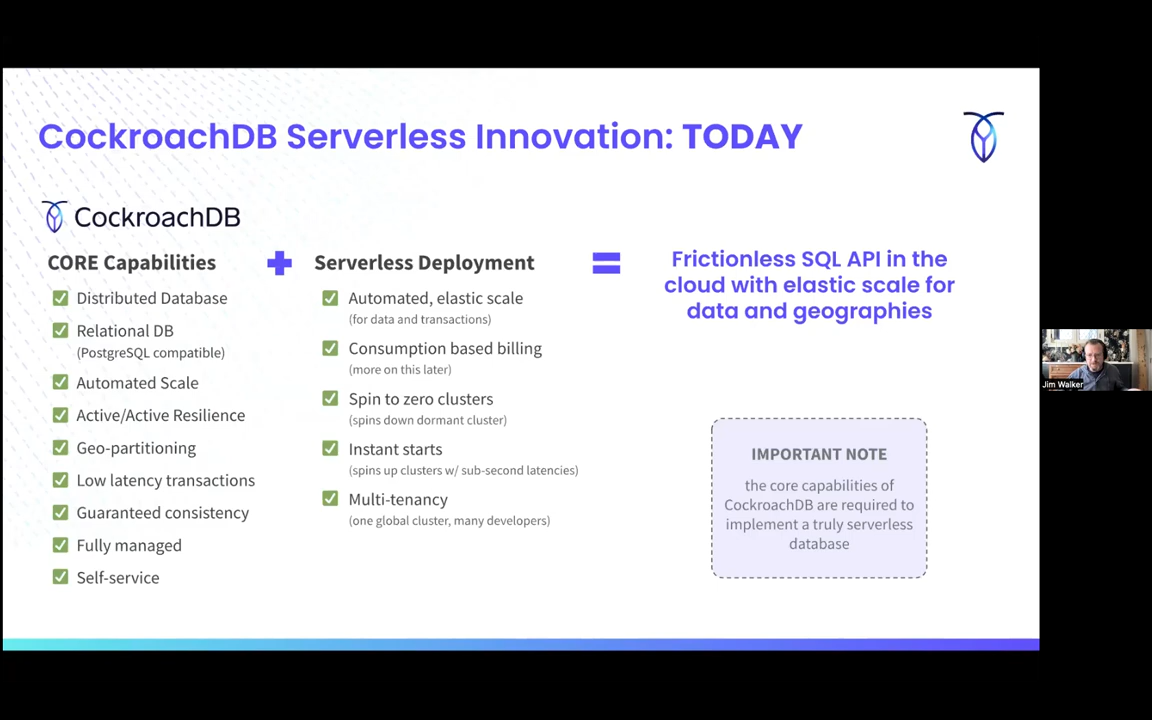 CockroachDB Serverless Innovation: TODAY
CockroachDB
CORE Capabilities
Distributed Database
Relational DB
(PostgreSQL compatible)
Automated Scale
Active/Active Resilience
Geo-partitioning
Low latency transactions
Guaranteed consistency
Fully managed
Self-service
Serverless Deployment
Automated, elastic scale
(for data and transactions)
Consumption based billing
(more on this later)
Spin to zero clusters
(spins down dormant cluster)
Instant starts
(spins up clusters w/ sub-second latencies)
Multi-tenancy
(one global cluster, many developers)
Frictionless SQL API in the
cloud with elastic scale for
data and geographies
IMPORTANT NOTE
the core capabilities of
CockroachDB are required to
implement a truly serverless
database
Jim Walker